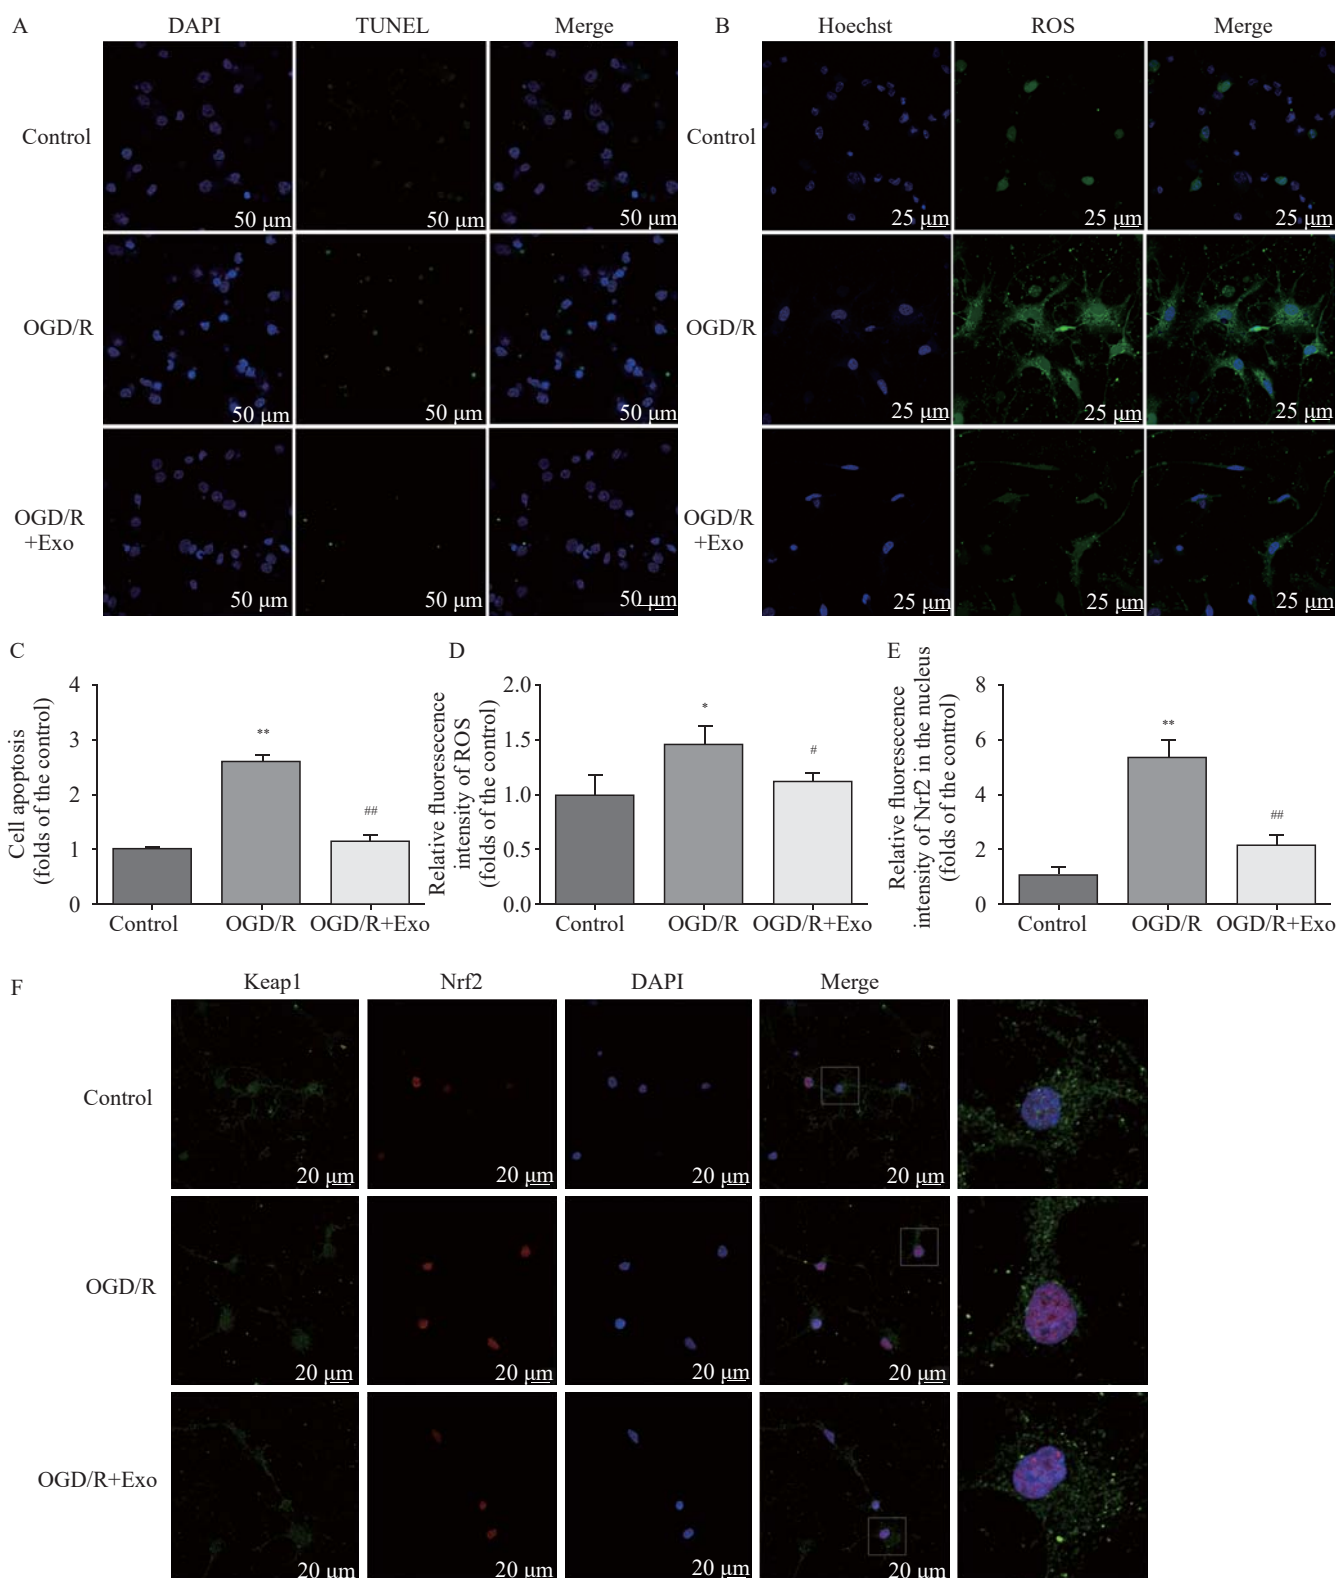 A
DAPI
TUNEL
Merge
Control
50 μm
50 μm
50 μm
OGD/R
50 μm
50 μm
50 μm
OGD/R
+Exo
50 μm
50 μm
50 μm
B
Hoechst
ROS
Merge
Control
25 μm
25 μm
25 μm
OGD/R
25 μm
25 μm
25 μm
OGD/R
+Exo
25 μm
25 μm
25 μm
C
Cell apoptosis
(folds of the control)
4
3
2
1
0
**
##
Control
OGD/R
OGD/R+Exo
D
Relative fluoresecence
intensity of ROS
(folds of the control)
2.0
1.5
1.0
0.5
0.0
*
#
Control
OGD/R
OGD/R+Exo
E
Relative fluoresecence
intensity of Nrf2 in the nucleus
(folds of the control)
8
6
4
2
0
**
##
Control
OGD/R
OGD/R+Exo
F
Keap1
Nrf2
DAPI
Merge
Control
20 μm
20 μm
20 μm
20 μm
OGD/R
20 μm
20 μm
20 μm
20 μm
OGD/R+Exo
20 μm
20 μm
20 μm
20 μm